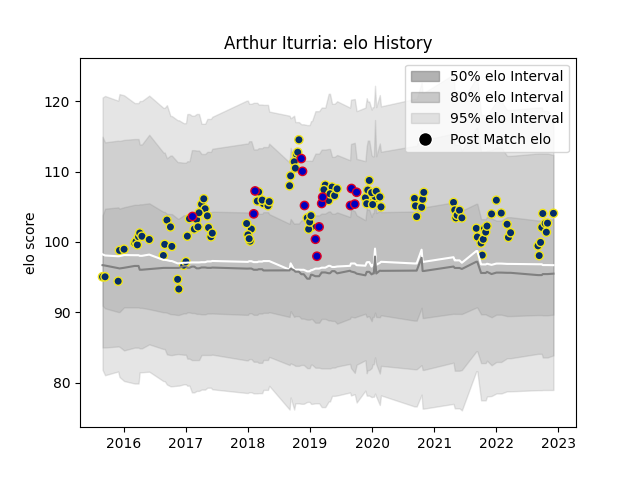 Arthur Iturria: elo History
50% elo Interval
80% elo Interval
95% elo Interval
Post Match elo
elo score
120
110
100
90
80
2016 2017 2018 2019 2020 2021 2022 2023